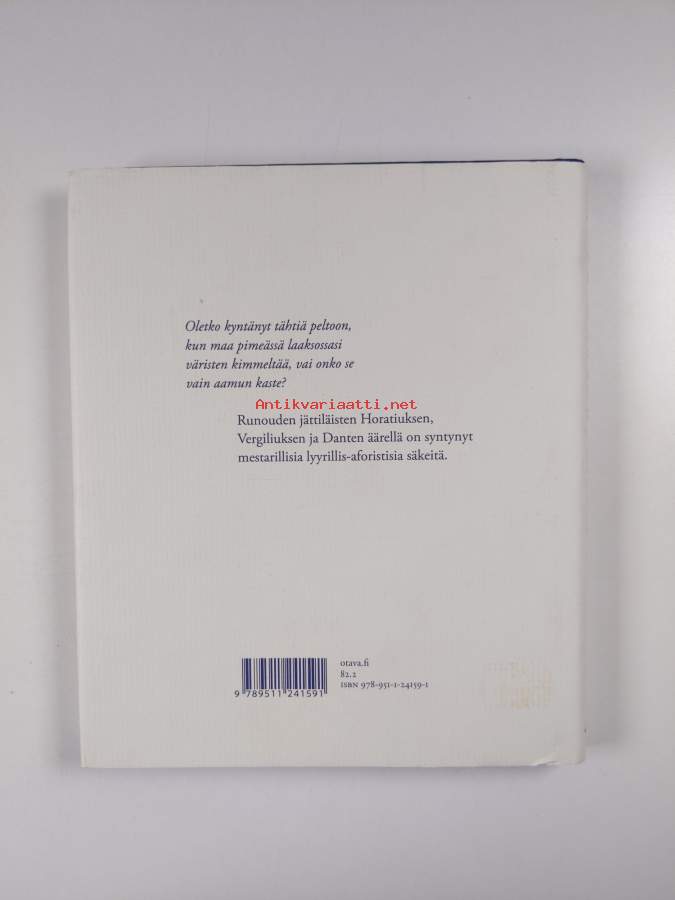 Oletko kyntänyt tähtiä peltoon,
kun maa pimeässä laaksossasi
väristen kimmeltää, vai onko se
vain aamun kaste?
Antikvariaatti.net
Runouden jättiläisten Horatiuksen,
Vergiliuksen ja Danten äärellä on syntynyt
mestarillisia lyyrillis-aforistisia säkeitä.
otava.fi
82.2
ISBN 978-951-1-24159-1
9 789511 241591